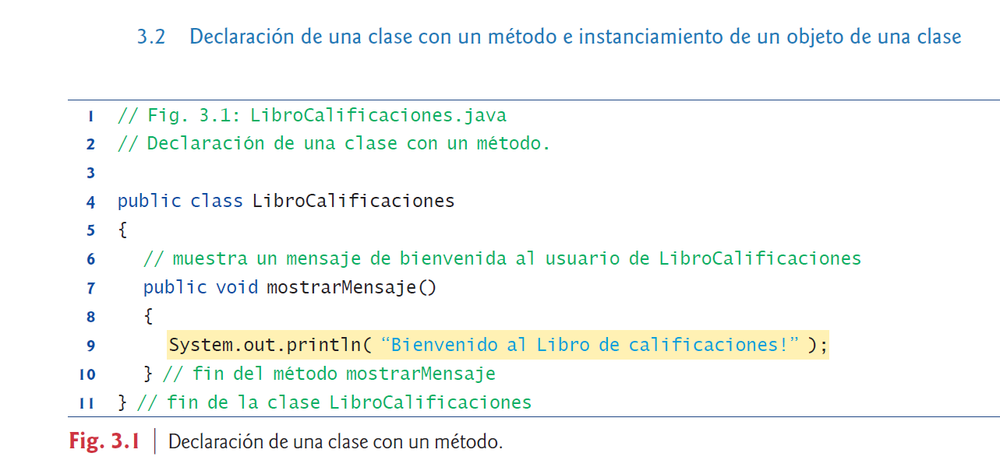 3.2 Declaración de una clase con un método e instanciamiento de un objeto de una clase
1 // Fig. 3.1: LibroCalificaciones.java
2 // Declaración de una clase con un método.
3
4 public class LibroCalificaciones
5 {
6 // muestra un mensaje de bienvenida al usuario de LibroCalificaciones
7 public void mostrarMensaje()
8 {
9 System.out.println( “Bienvenido al Libro de calificaciones!” );
10 } // fin del método mostrarMensaje
11 } // fin de la clase LibroCalificaciones
Fig. 3.1 | Declaración de una clase con un método.